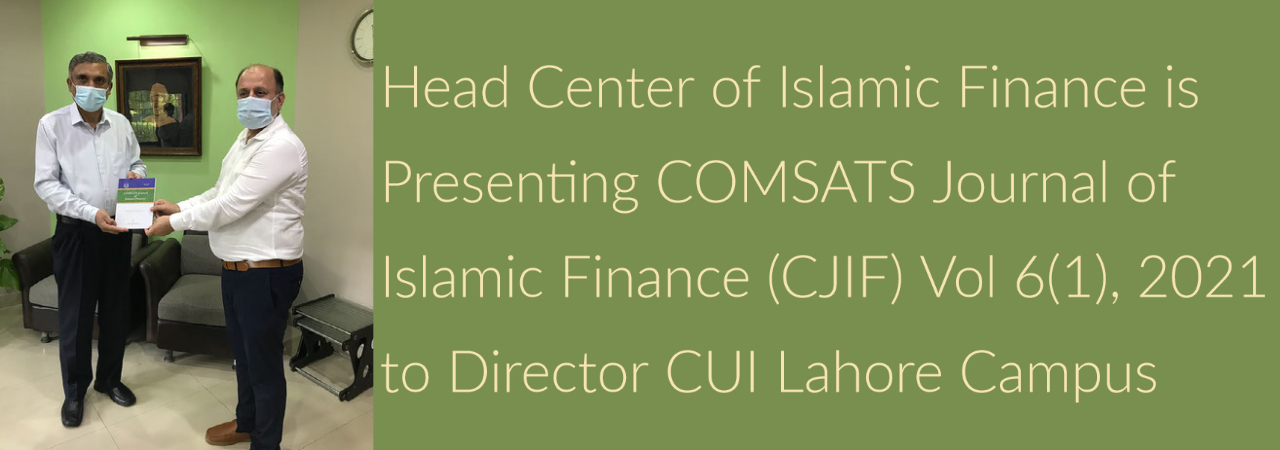 Head Center of Islamic Finance is
Presenting COMSATS Journal of
Islamic Finance (CJIF) Vol 6(1), 2021
to Director CUI Lahore Campus